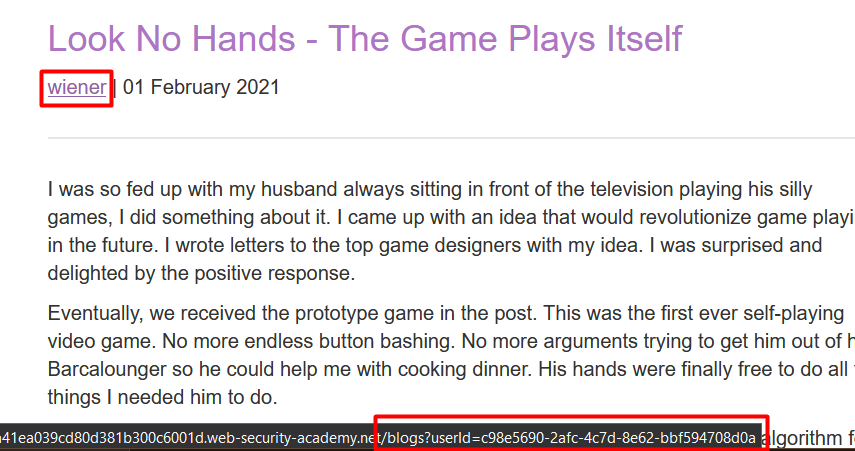 Look No Hands - The Game Plays Itself
wiener | 01 February 2021
I was so fed up with my husband always sitting in front of the television playing his silly
games, I did something about it. I came up with an idea that would revolutionize game playi
in the future. I wrote letters to the top game designers with my idea. I was surprised and
delighted by the positive response.
Eventually, we received the prototype game in the post. This was the first ever self-playing
video game. No more endless button bashing. No more arguments trying to get him out of h
Barcalounger so he could help me with cooking dinner. His hands were finally free to do all
things I needed him to do.
41ea039cd80d381b300c6001d.web-security-academy.net/blogs?userId=c98e5690-2afc-4c7d-8e62-bbf594708d0a algorithm f